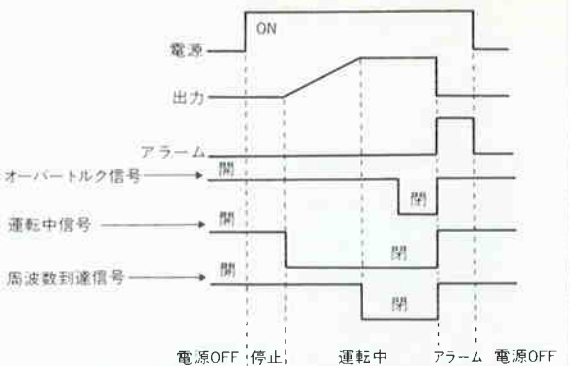 ON
電源
出力
アラーム
開
オーバートルク信号
閉
開
運転中信号
閉
開
周波数到達信号
閉
電源OFF 停止 運転中 アラーム 電源OFF